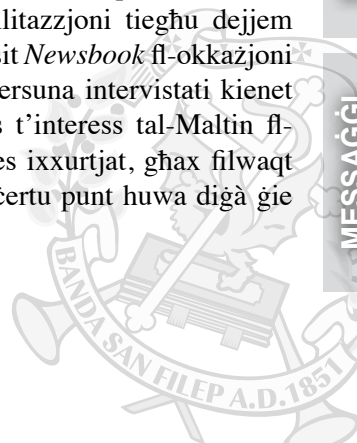 ilitazzjoni tiegħu dejjem
sit Newsbook fl-okkażjoni
ersuna intervistati kienet
s t'interess tal-Maltin fl-
es ixxurtjat, għax filwaqt
ċertu punt huwa diġà ġie
MESSAĠĠI
BANDA SAN FILEP A.D. 1851